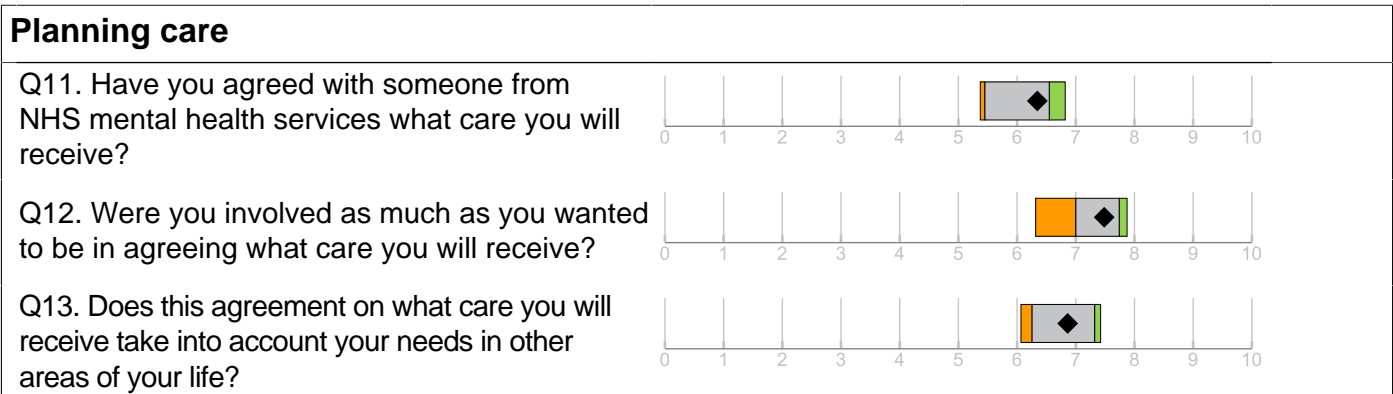 Planning care
Q11. Have you agreed with someone from
NHS mental health services what care you will
receive?
0 1 2 3 4 5 6 7 8 9 10
Q12. Were you involved as much as you wanted
to be in agreeing what care you will receive?
0 1 2 3 4 5 6 7 8 9 10
Q13. Does this agreement on what care you will
receive take into account your needs in other
areas of your life?
0 1 2 3 4 5 6 7 8 9 10